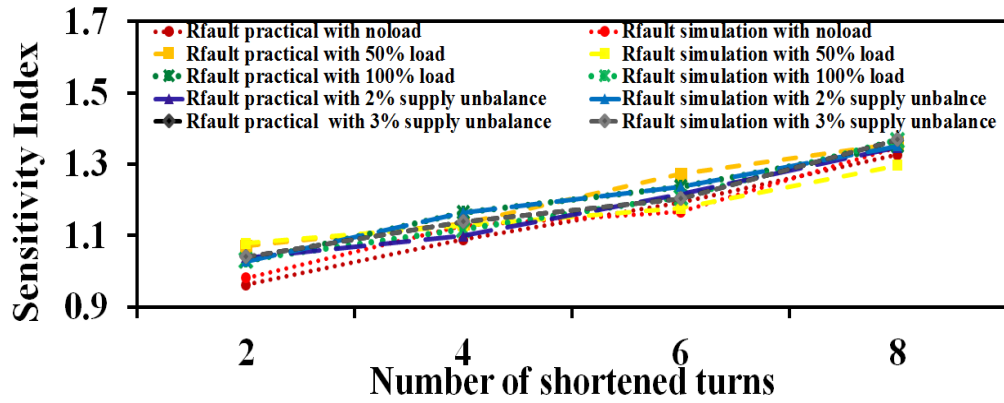 1.7
Rfault practical with noload
Rfault simulation with noload
Rfault practical with 50% load
Rfault simulation with 50% load
Rfault practical with 100% load
Rfault simulation with 100% load
Rfault practical with 2% supply unbalance
Rfault simulation with 2% supply unbalnce
Rfault practical with 3% supply unbalance
Rfault simulation with 3% supply unbalance
1.5
1.3
1.1
0.9
Sensitivity Index
2 4 6 8
Number of shortened turns